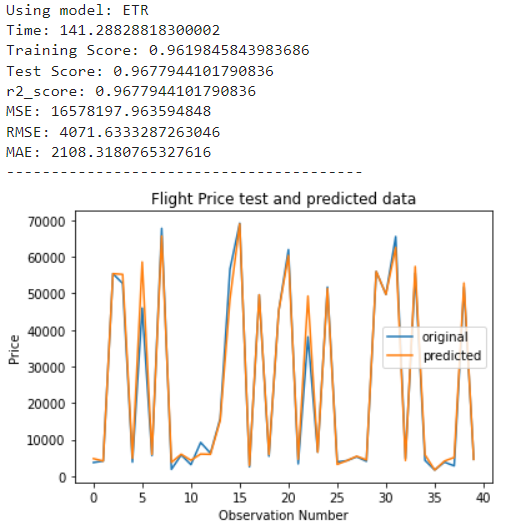 Using model: ETR
Time: 141.28828818300002
Training Score: 0.9619845843983686
Test Score: 0.9677944101790836
r2_score: 0.9677944101790836
MSE: 16578197.963594848
RMSE: 4071.6333287263046
MAE: 2108.3180765327616
----------------------------------------
Flight Price test and predicted data
70000
60000
50000
40000
30000
20000
10000
0
Price
original
predicted
0 5 10 15 20 25 30 35 40
Observation Number